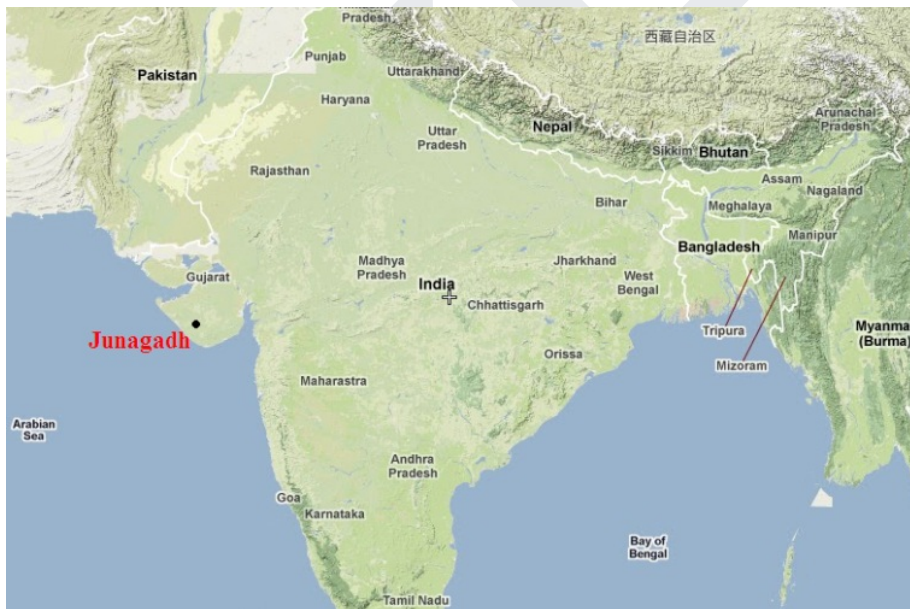 Himachal
Pradesh
西藏自治区
Punjab
Pakistan
Uttarakhand
Haryana
Arunachal
Pradesh
Uttar
Pradesh
Nepal
Sikkim
Bhutan
Rajasthan
Assam
Nagaland
Bihar
Meghalaya
Manipur
Bangladesh
Madhya
Pradesh
Jharkhand
Gujarat
India
West
Bengal
Chhattisgarh
Junagadh
Tripura
Myanma
(Burma)
Orissa
Mizoram
Maharastra
Arabian
Sea
Andhra
Pradesh
Goa
Karnataka
Bay of
Bengal
Tamil Nadu